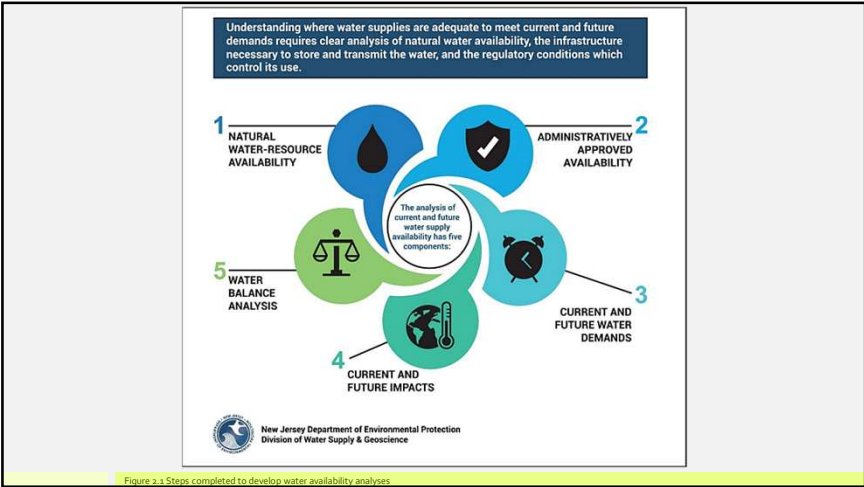 Understanding where water supplies are adequate to meet current and future
demands requires clear analysis of natural water availability, the infrastructure
necessary to store and transmit the water, and the regulatory conditions which
control its use.
1
NATURAL
WATER-RESOURCE
AVAILABILITY
2
ADMINISTRATIVELY
APPROVED
AVAILABILITY
The analysis of
current and future
water supply
availability has five
components:
3
CURRENT AND
FUTURE WATER
DEMANDS
4
CURRENT AND
FUTURE IMPACTS
5
WATER
BALANCE
ANALYSIS
New Jersey Department of Environmental Protection
Division of Water Supply & Geoscience
Figure 2.1 Steps completed to develop water availability analyses